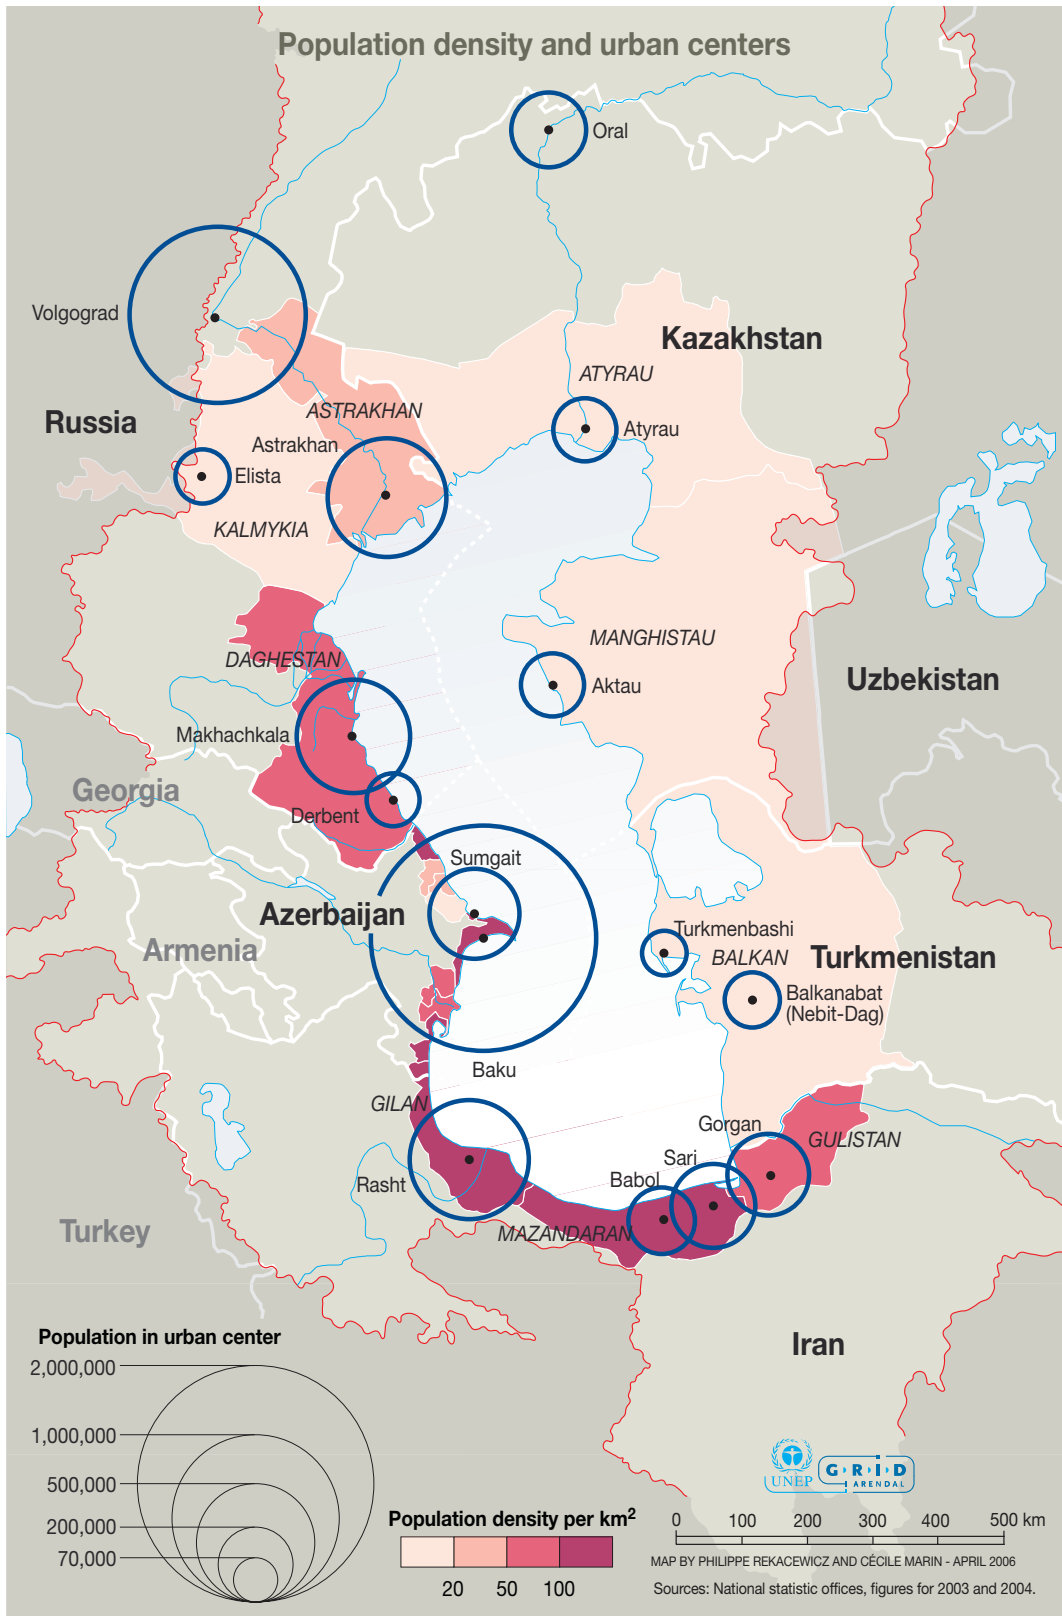 Population density and urban centers
Oral
Volgograd
Kazakhstan
ATYRAU
ASTRAKHAN
Russia
Atyrau
Astrakhan
Elista
KALMYKIA
MANGHISTAU
DAGHESTAN
Uzbekistan
Aktau
Makhachkala
Georgia
Derbent
Sumgait
Azerbaijan
Turkmenbashi
Armenia
BALKAN
Turkmenistan
Balkanabat
(Nebit-Dag)
Baku
GILAN
Gorgan
GULISTAN
Sari
Babol
Rasht
MAZANDARAN
Turkey
Iran
Population in urban center
2,000,000
1,000,000
500,000
200,000
70,000
Population density per km2
20 50 100
UNEP
G R I D
ARENDAL
0 100 200 300 400 500 km
MAP BY PHILIPPE REKACEWICZ AND CÉCILE MARIN - APRIL 2006
Sources: National statistic offices, figures for 2003 and 2004.